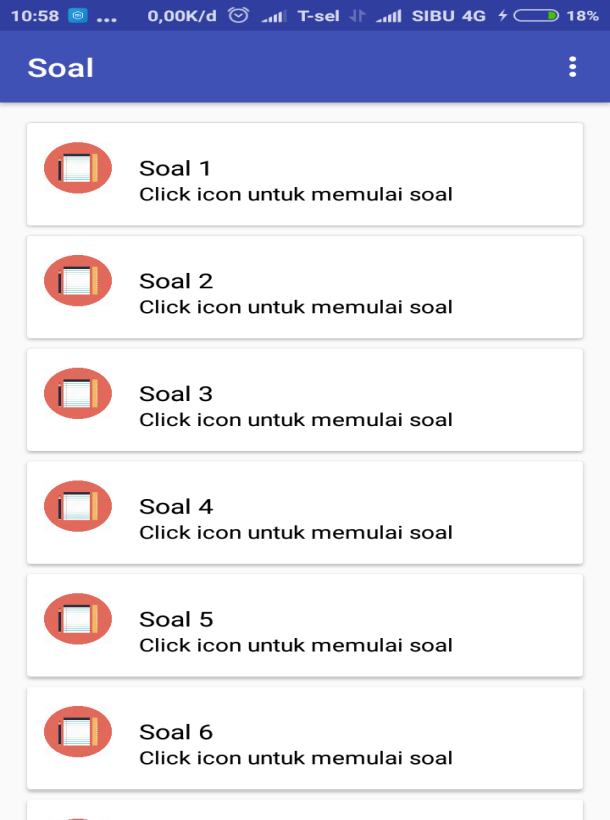 10:58 ... 0,00K/d T-sel SIBU 4G 18%
Soal
Soal 1
Click icon untuk memulai soal
Soal 2
Click icon untuk memulai soal
Soal 3
Click icon untuk memulai soal
Soal 4
Click icon untuk memulai soal
Soal 5
Click icon untuk memulai soal
Soal 6
Click icon untuk memulai soal